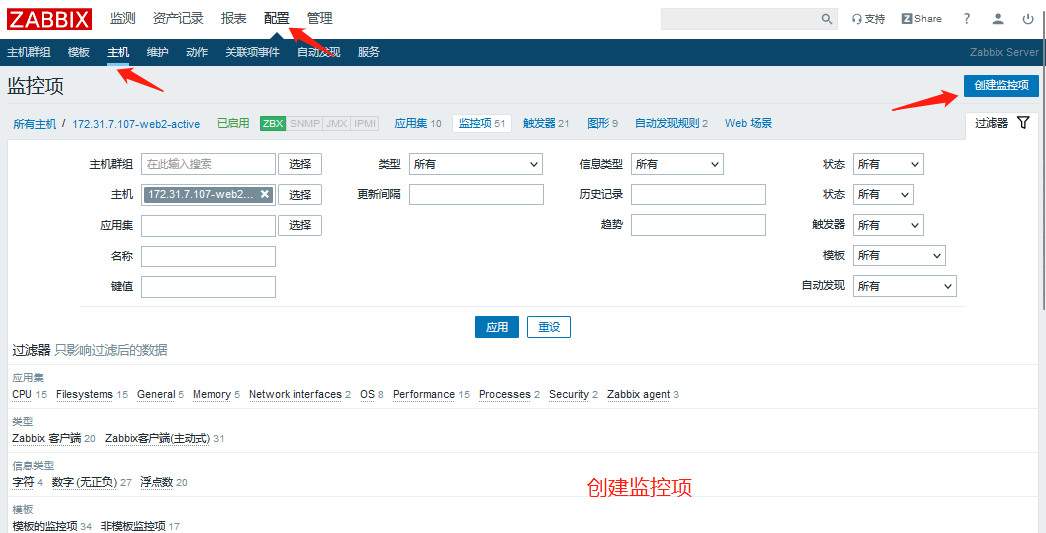 ZABBIX 监测 资产记录 报表 配置 管理 支持 Share ?
主机群组 模板 主机 维护 动作 关联项事件 自动发现 服务 Zabbix Server
监控项 创建监控项
所有主机 / 172.31.7.107-web2-active 已启用 ZBX SNMP JMX IPMI 应用集 10 监控项 51 触发器 21 图形 9 自动发现规则 2 Web 场景 过滤器
主机群组 在此输入搜索 选择 类型 所有 信息类型 所有 状态 所有
主机 172.31.7.107-web2... 选择 更新间隔 历史记录 状态 所有
应用集 选择 趋势 触发器 所有
名称 模板 所有
键值 自动发现 所有
应用 重设
过滤器 只影响过滤后的数据
应用集
CPU 15 Filesystems 15 General 5 Memory 5 Network interfaces 2 OS 8 Performance 15 Processes 2 Security 2 Zabbix agent 3
类型
Zabbix 客户端 20 Zabbix客户端(主动式) 31
信息类型
字符 4 数字 (无正负) 27 浮点数 20
创建监控项
模板
模板的监控项 34 非模板监控项 17